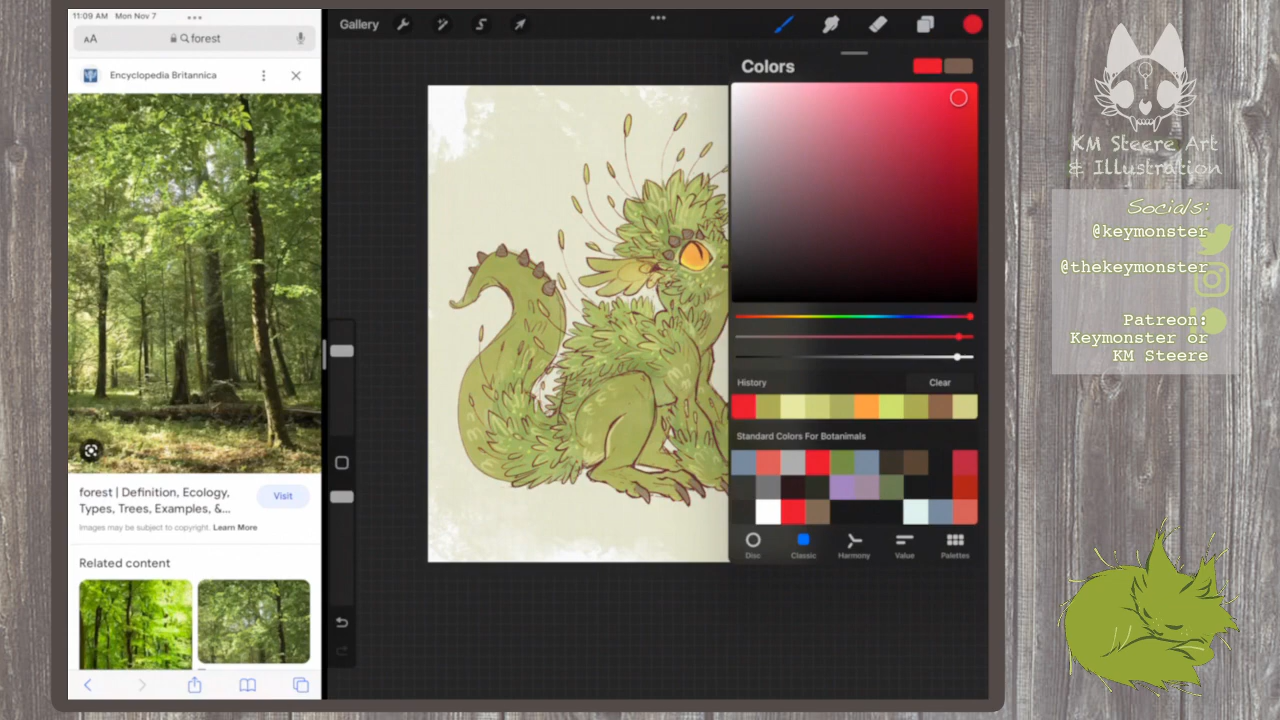 11:09 AM Mon Nov 7
AA
forest
Encyclopedia Britannica
forest | Definition, Ecology,
Types, Trees, Examples, &...
Visit
Images may be subject to copyright. Learn More
Related content
Gallery
Colors
History
Clear
Standard Colors For Botanimals
Disc
Classic
Harmony
Value
Palettes
KM Steere Art
& Illustration
Socials:
@keymonster
@thekeymonster
Patreon:
Keymonster or
KM Steere